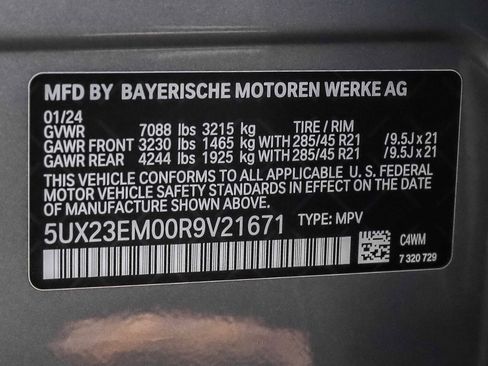 MFD BY BAYERISCHE MOTOREN WERKE AG
01/24
GVWR 7088 lbs 3215 kg TIRE / RIM
GAWR FRONT 3230 lbs 1465 kg WITH 285/45 R21 /9.5J x 21
GAWR REAR 4244 lbs 1925 kg WITH 285/45 R21 /9.5J x 21
THIS VEHICLE CONFORMS TO ALL APPLICABLE U. S. FEDERAL
MOTOR VEHICLE SAFETY STANDARDS IN EFFECT ON THE
DATE OF MANUFACTURE SHOWN ABOVE.
5UX23EM00R9V21671 TYPE: MPV
C4WM
7 320 729